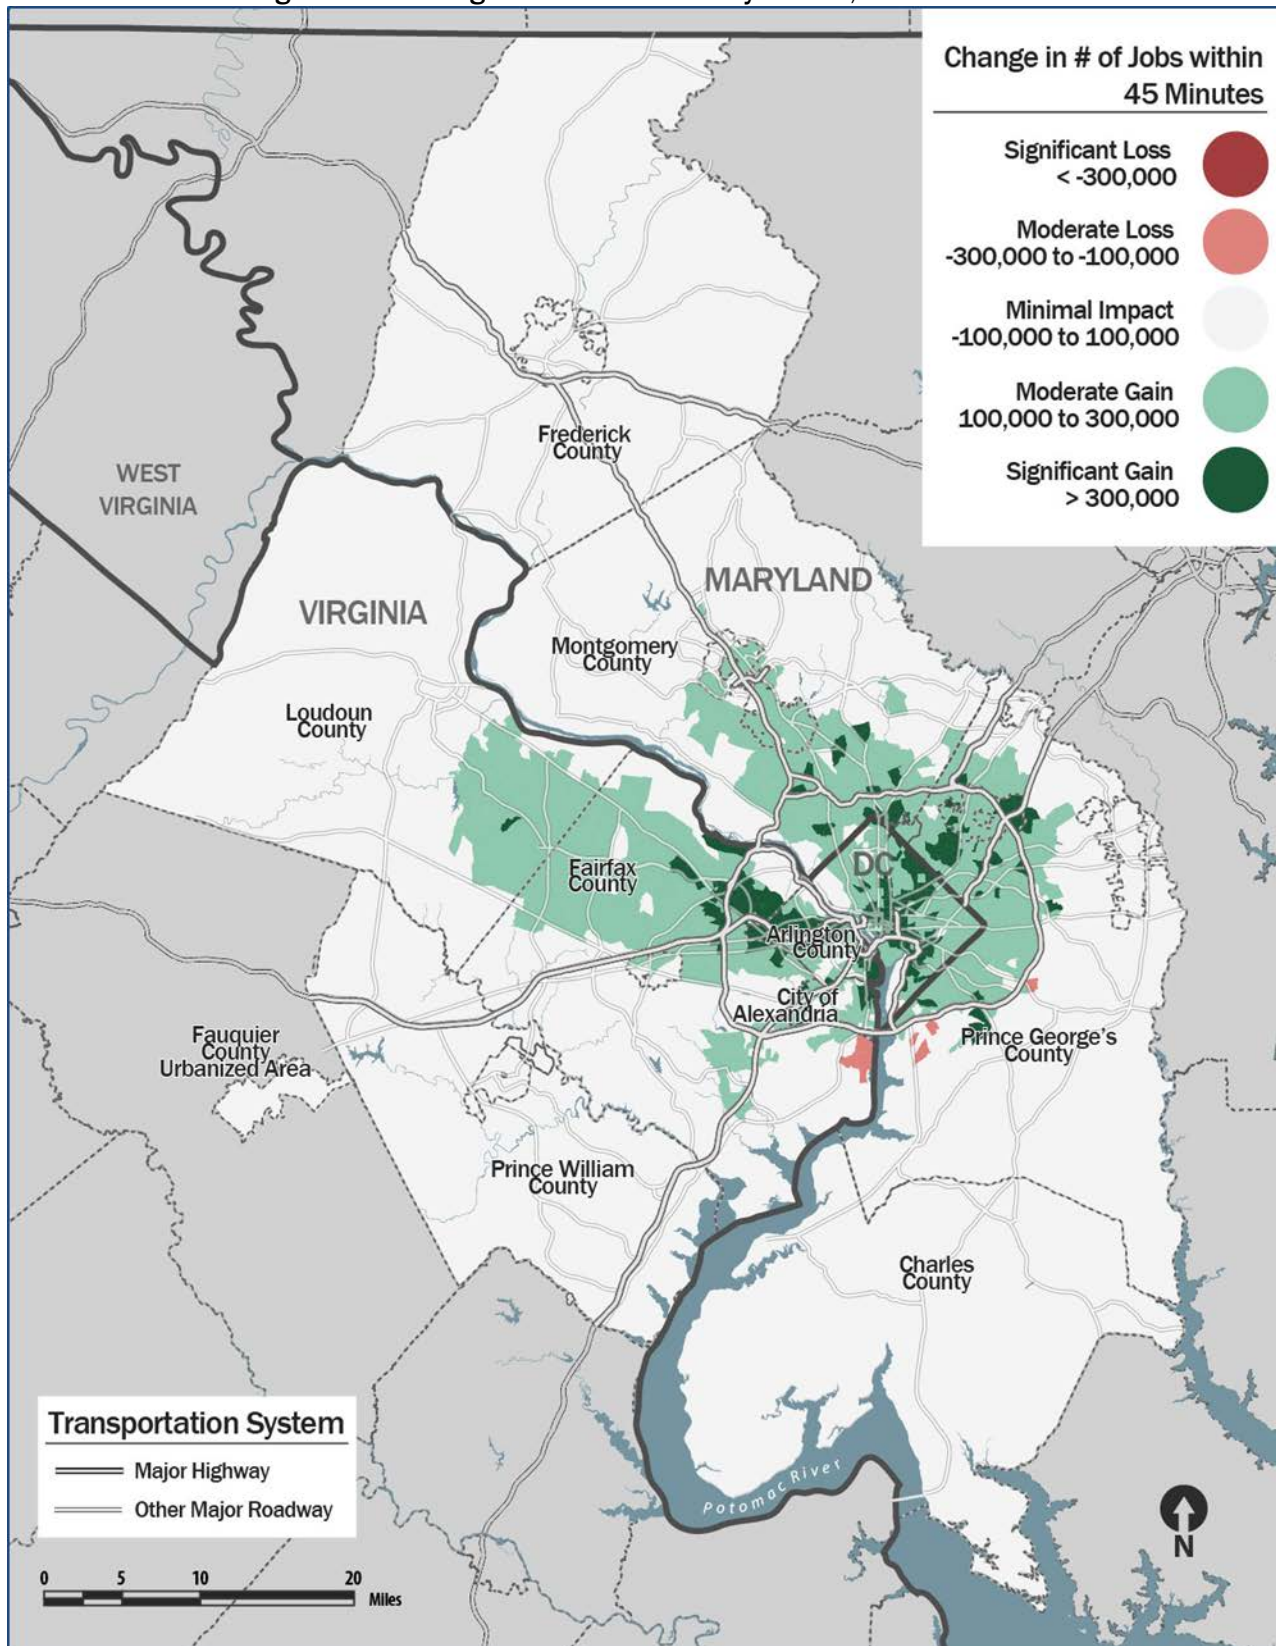 Change in # of Jobs within
45 Minutes
Significant Loss
< -300,000
Moderate Loss
-300,000 to -100,000
Minimal Impact
-100,000 to 100,000
Moderate Gain
100,000 to 300,000
Significant Gain
> 300,000
Frederick
County
WEST
VIRGINIA
MARYLAND
VIRGINIA
Montgomery
County
Loudoun
County
DC
Fairfax
County
Arlington
County
City of
Alexandria
Prince George's
County
Fauquier
County
Urbanized Area
Prince William
County
Charles
County
Potomac River
Transportation System
Major Highway
Other Major Roadway
0 5 10 20
Miles
N